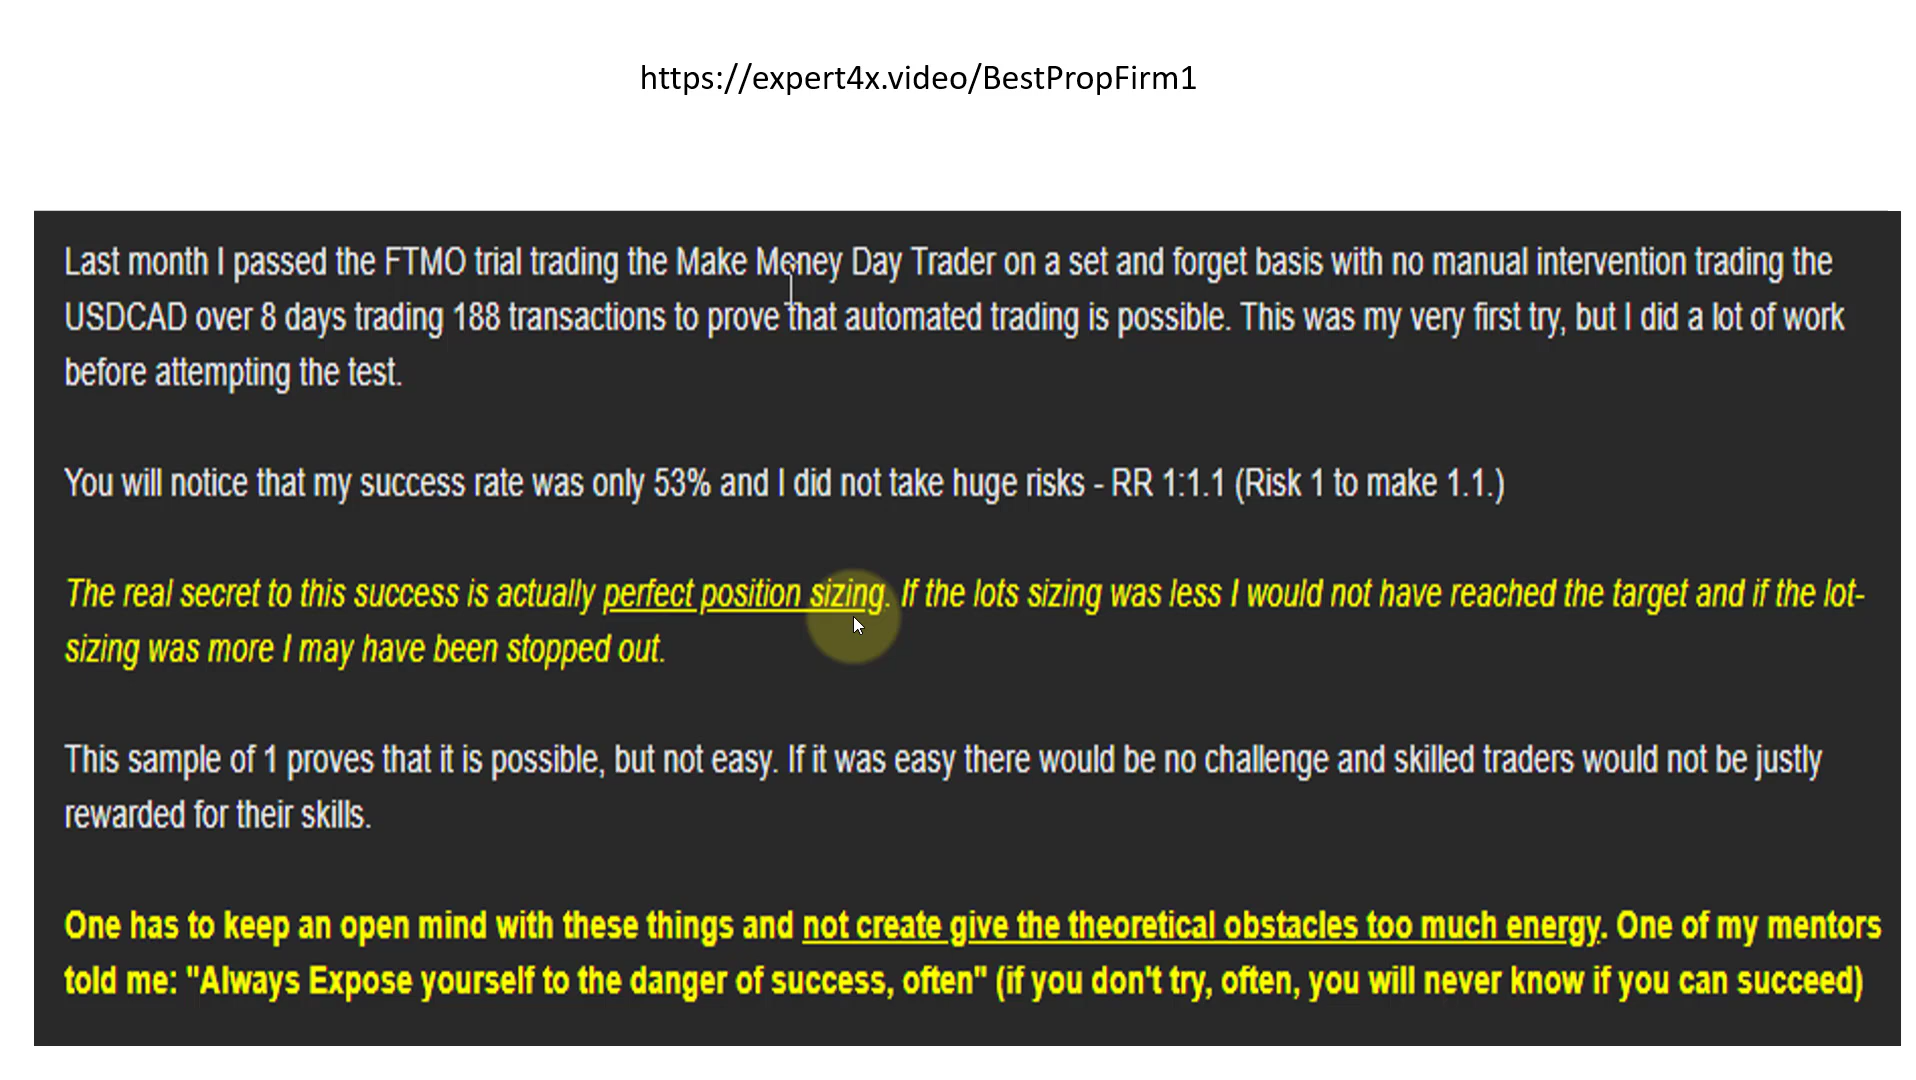 https://expert4x.video/BestPropFirm1
Last month I passed the FTMO trial trading the Make Money Day Trader on a set and forget basis with no manual intervention trading the
USDCAD over 8 days trading 188 transactions to prove that automated trading is possible. This was my very first try, but I did a lot of work
before attempting the test.
You will notice that my success rate was only 53% and I did not take huge risks - RR 1:1.1 (Risk 1 to make 1.1.)
The real secret to this success is actually perfect position sizing. If the lots sizing was less I would not have reached the target and if the lot-
sizing was more I may have been stopped out.
This sample of 1 proves that it is possible, but not easy. If it was easy there would be no challenge and skilled traders would not be justly
rewarded for their skills.
One has to keep an open mind with these things and not create give the theoretical obstacles too much energy. One of my mentors
told me: "Always Expose yourself to the danger of success, often" (if you don't try, often, you will never know if you can succeed)